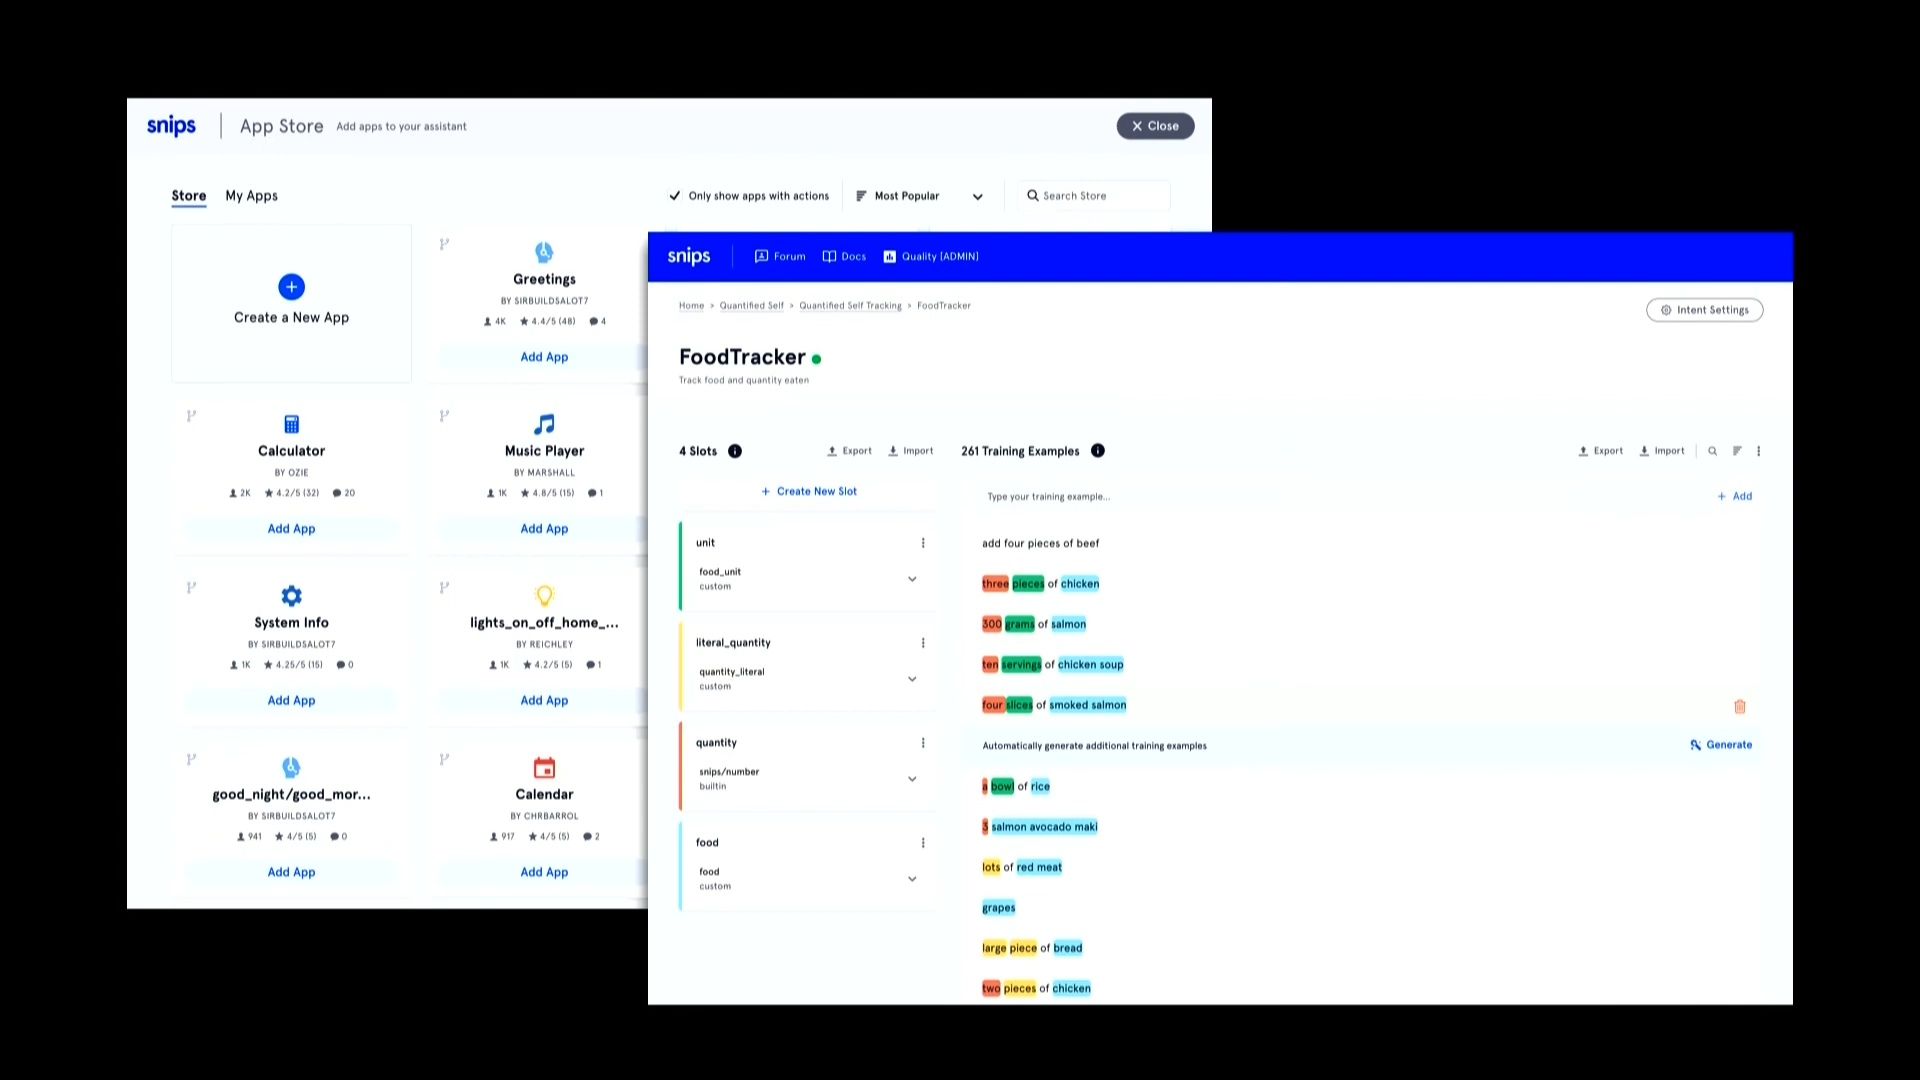 snips
App Store
Add apps to your assistant
Close
Store
My Apps
Only show apps with actions
Most Popular
Search Store
Create a New App
Greetings
BY SIRBUILDSALOT7
4K 4.4/5 (48) 4
Add App
Calculator
BY OZIE
2K 4.2/5 (32) 20
Add App
Music Player
BY MARSHALL
1K 4.8/5 (15) 1
Add App
System Info
BY SIRBUILDSALOT7
1K 4.25/5 (15) 0
Add App
lights_on_off_home_...
BY REICHLEY
1K 4.2/5 (5) 1
Add App
good_night/good_mor...
BY SIRBUILDSALOT7
941 4/5 (5) 0
Add App
Calendar
BY CHRBARROL
917 4/5 (5) 2
Add App
snips
Forum
Docs
Quality [ADMIN]
Home > Quantified Self > Quantified Self Tracking > FoodTracker
Intent Settings
FoodTracker
Track food and quantity eaten
4 Slots
Export
Import
+ Create New Slot
unit
food_unit
custom
literal_quantity
quantity_literal
custom
quantity
snips/number
builtin
food
food
custom
261 Training Examples
Export
Import
Type your training example...
+ Add
add four pieces of beef
three pieces of chicken
300 grams of salmon
ten servings of chicken soup
four slices of smoked salmon
Automatically generate additional training examples
Generate
a bowl of rice
3 salmon avocado maki
lots of red meat
grapes
large piece of bread
two pieces of chicken